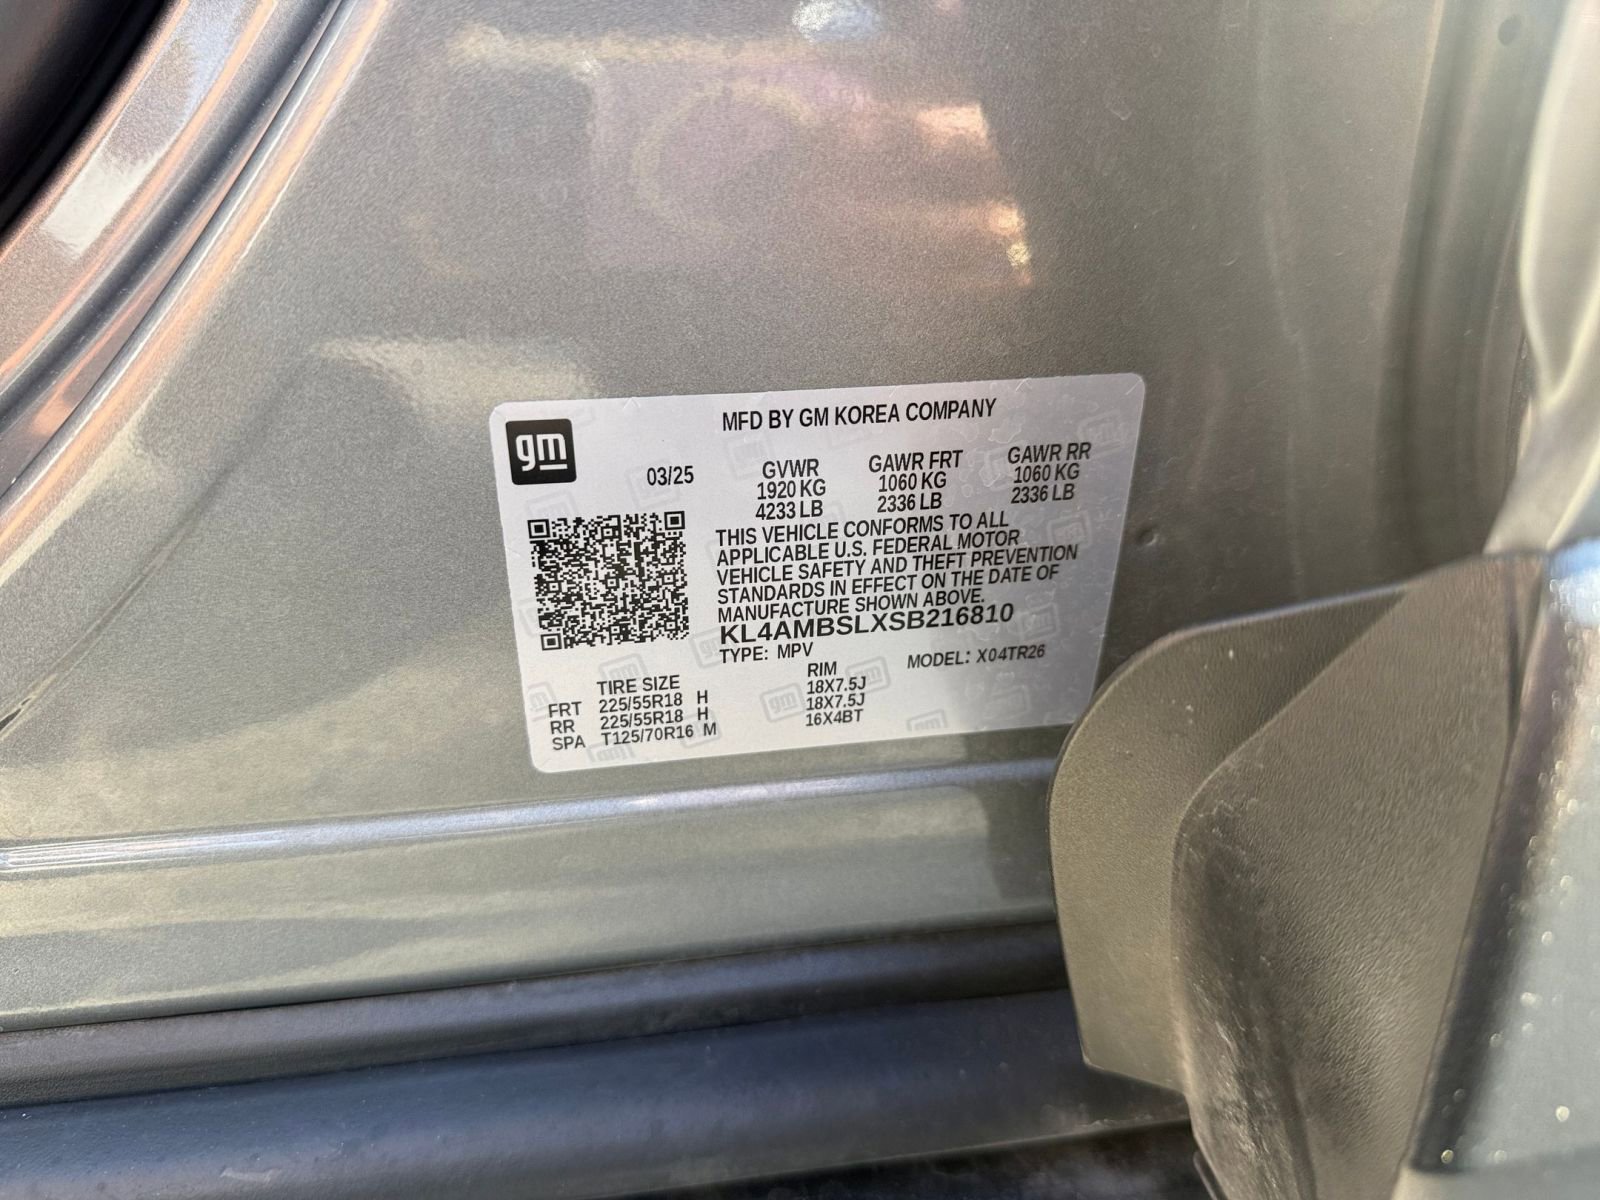 gm
MFD BY GM KOREA COMPANY
03/25
GVWR GAWR FRT GAWR RR
1920 KG 1060 KG 1060 KG
4233 LB 2336 LB 2336 LB
THIS VEHICLE CONFORMS TO ALL
APPLICABLE U.S. FEDERAL MOTOR
VEHICLE SAFETY AND THEFT PREVENTION
STANDARDS IN EFFECT ON THE DATE OF
MANUFACTURE SHOWN ABOVE.
KL4AMBSLXSB216810
TYPE: MPV MODEL: X04TR26
TIRE SIZE RIM
FRT 225/55R18 H 18X7.5J
RR 225/55R18 H 18X7.5J
SPA T125/70R16 M 16X4BT